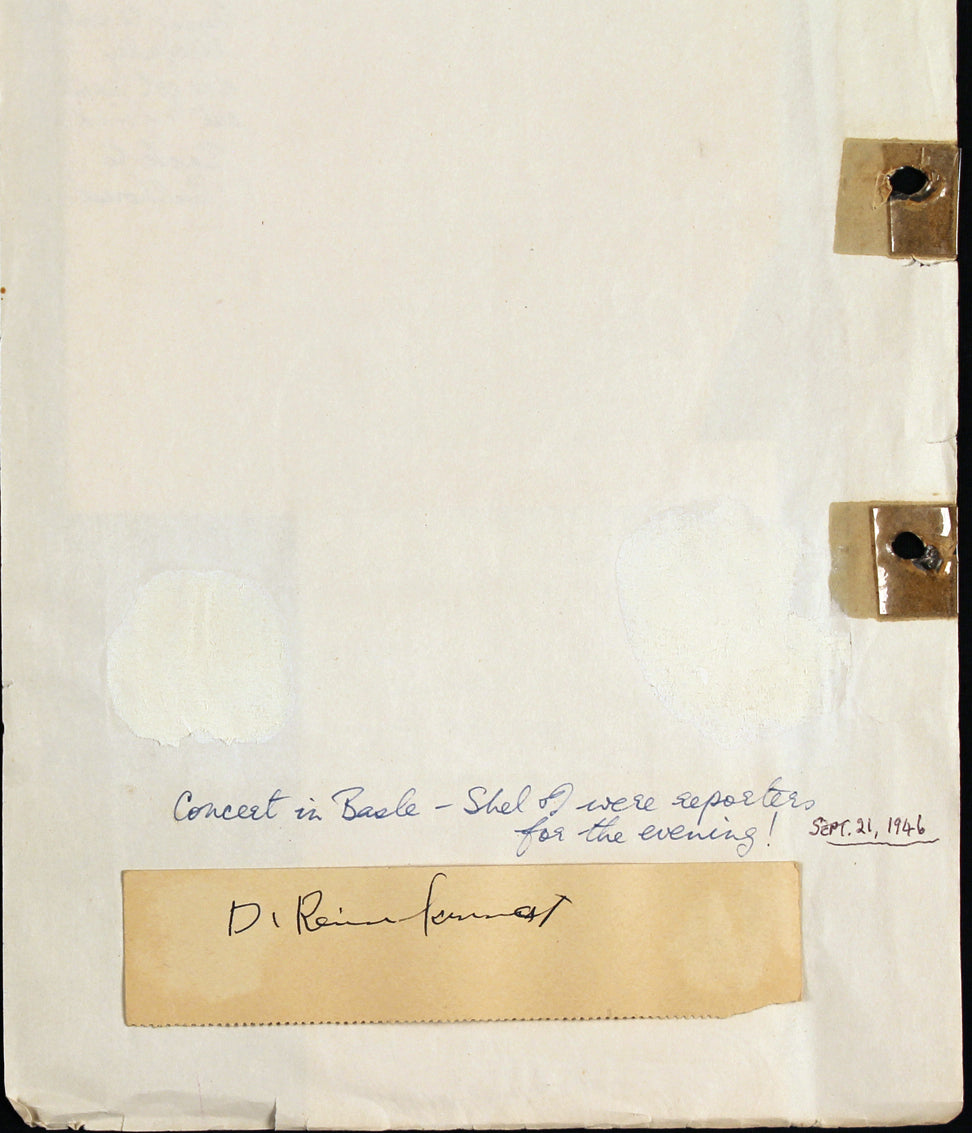 Concert in Basle - Shel & I were reporters
for the evening!
SEPT. 21, 1946
D.